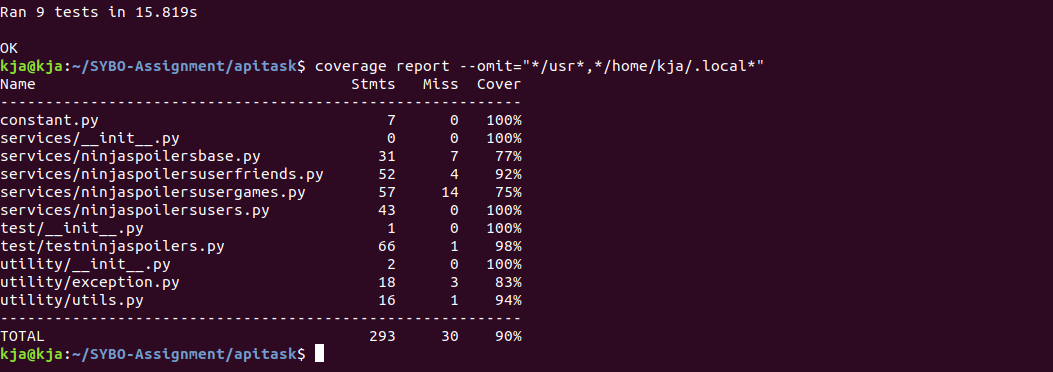 Ran 9 tests in 15.819s
OK
kja@kja:~/SYBO-Assignment/apitask$ coverage report --omit="*/usr*,*/home/kja/.local*"
Name                                 Stmts   Miss  Cover
----------------------------------------------------------
constant.py                              7      0   100%
services/__init__.py                     0      0   100%
services/ninjaspoilersbase.py           31      7    77%
services/ninjaspoilersuserfriends.py    52      4    92%
services/ninjaspoilersusergames.py      57     14    75%
services/ninjaspoilersusers.py          43      0   100%
test/__init__.py                         1      0   100%
test/testninjaspoilers.py               66      1    98%
utility/__init__.py                      2      0   100%
utility/exception.py                    18      3    83%
utility/utils.py                        16      1    94%
----------------------------------------------------------
TOTAL                                  293     30    90%
kja@kja:~/SYBO-Assignment/apitask$